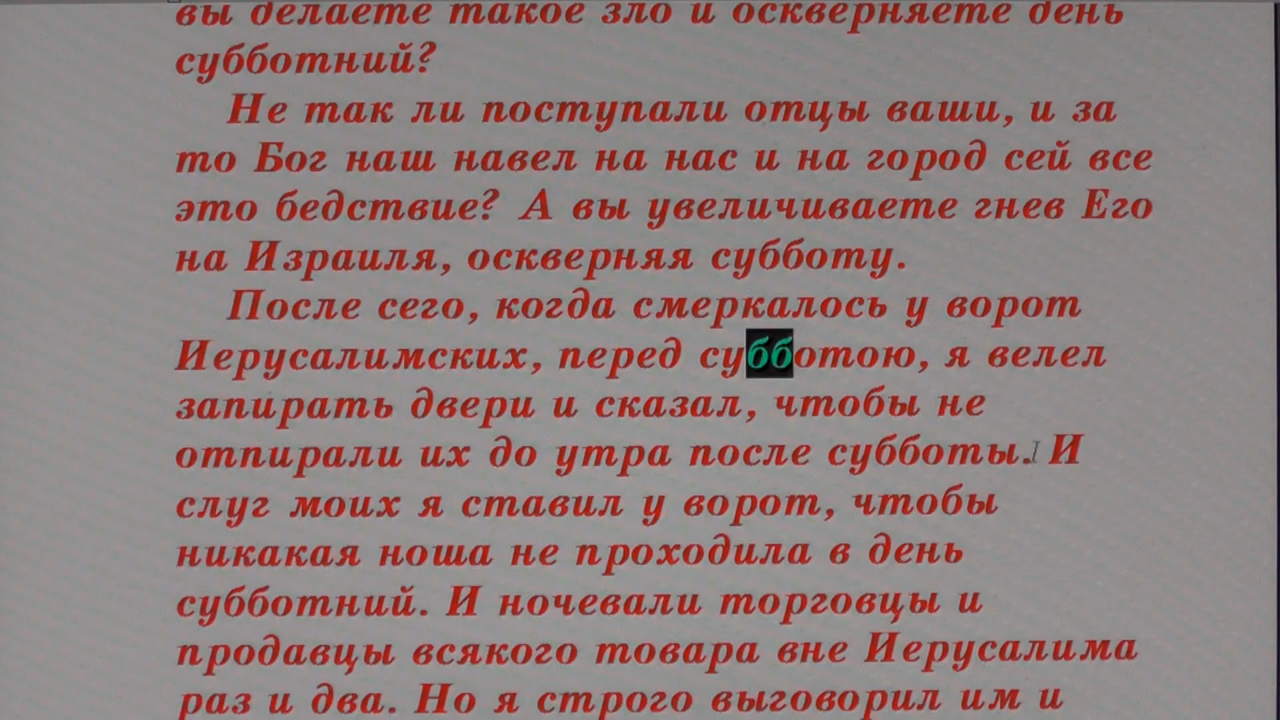 вы делаете такое зло и оскверняете день
субботний?
Не так ли поступали отцы ваши, и за
то Бог наш навел на нас и на город сей все
это бедствие? А вы увеличиваете гнев Его
на Израиля, оскверняя субботу.
После сего, когда смеркалось у ворот
Иерусалимских, перед субботою, я велел
запирать двери и сказал, чтобы не
отпирали их до утра после субботы. И
слуг моих я ставил у ворот, чтобы
никакая ноша не проходила в день
субботний. И ночевали торговцы и
продавцы всякого товара вне Иерусалима
раз и два. Но я строго выговорил им и